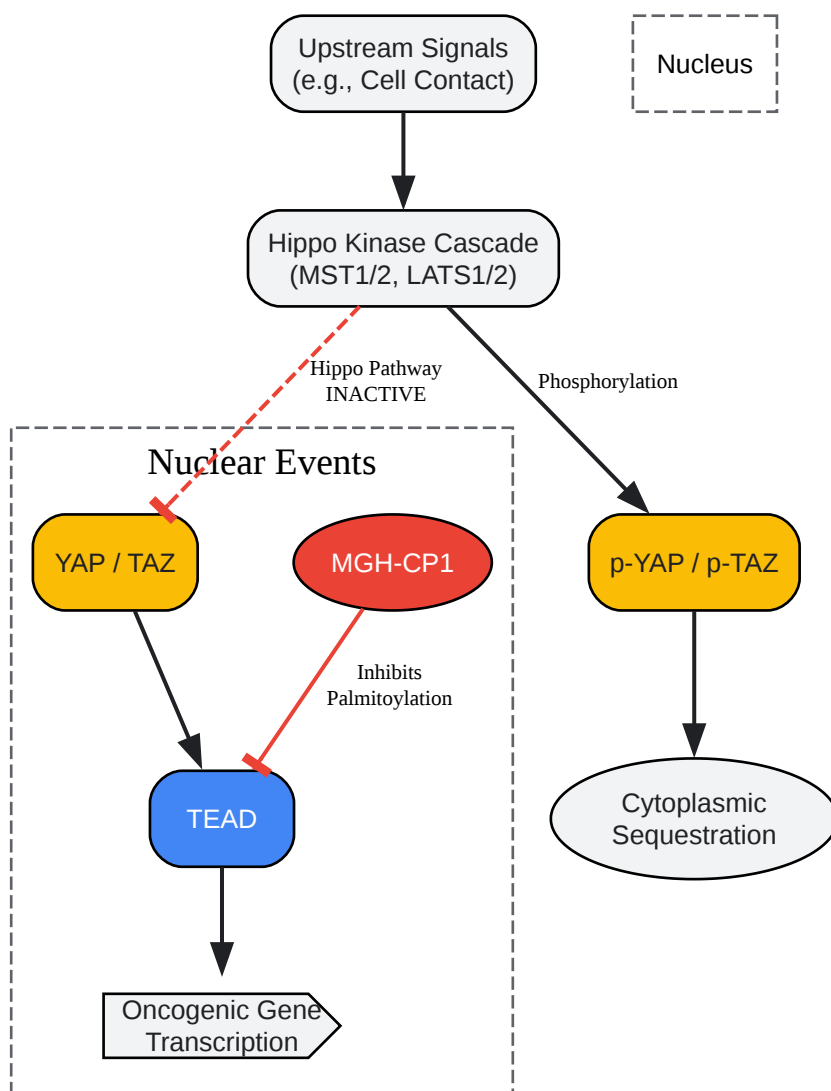 Upstream Signals
(e.g., Cell Contact)
Nucleus
Hippo Kinase Cascade
(MST1/2, LATS1/2)
Hippo Pathway
INACTIVE
Phosphorylation
Nuclear Events
YAP / TAZ
MGH-CP1
p-YAP / p-TAZ
Inhibits
Palmitoylation
TEAD
Cytoplasmic
Sequestration
Oncogenic Gene
Transcription